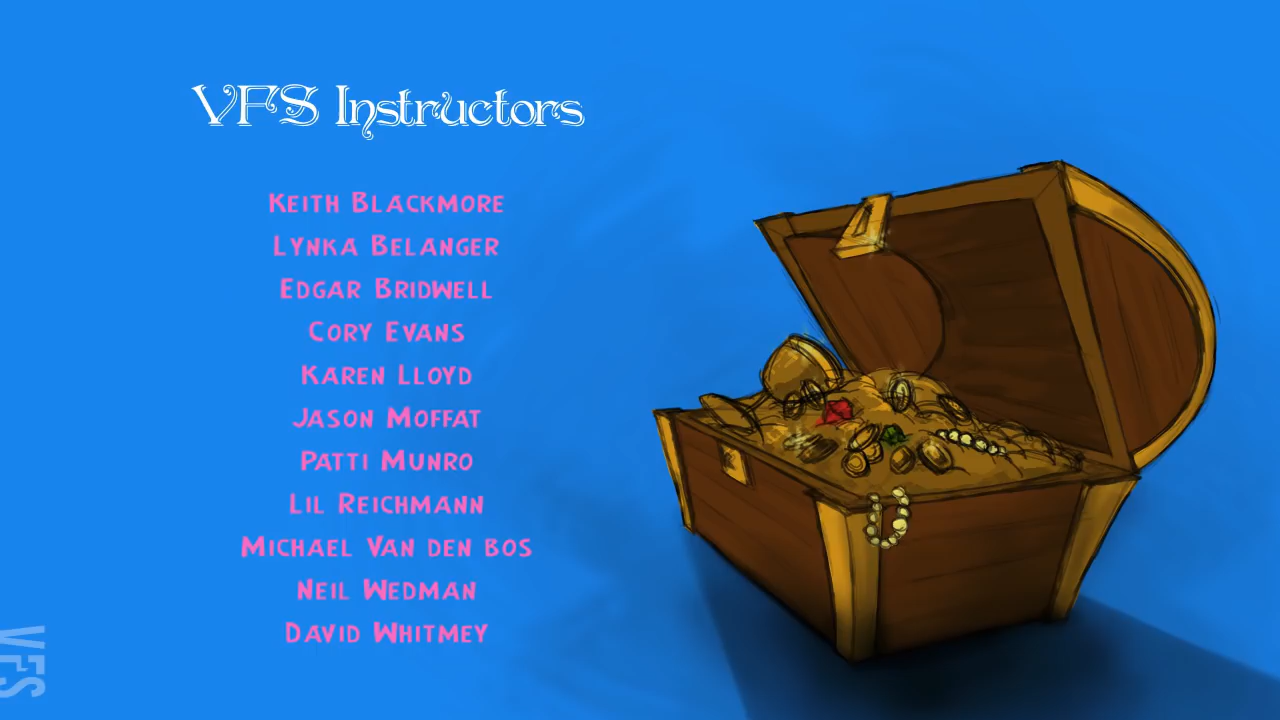 VFS Instructors
Keith Blackmore
Lynka Belanger
Edgar Bridwell
Cory Evans
Karen Lloyd
Jason Moffat
Patti Munro
Lil Reichmann
Michael Van den bos
Neil Wedman
David Whitmey
VFS